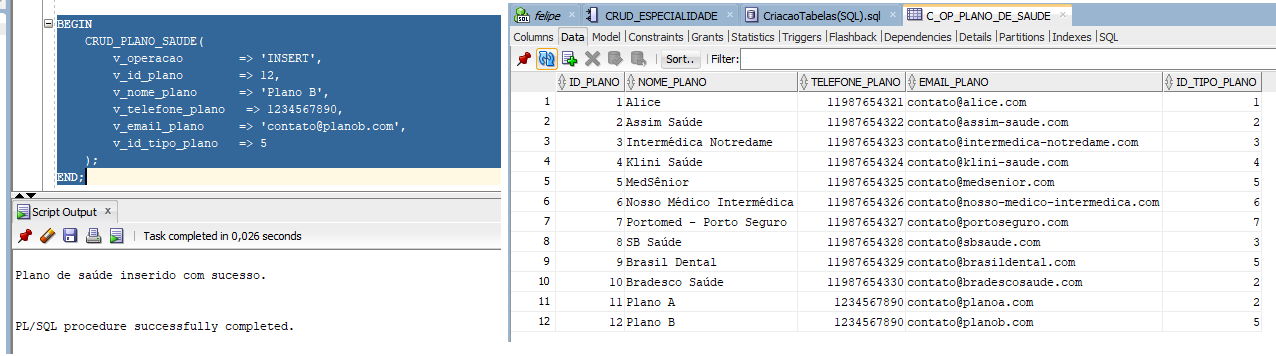 BEGIN
CRUD_PLANO_SAUDE(
v_operacao => 'INSERT',
v_id_plano => 12,
v_nome_plano => 'Plano B',
v_telefone_plano => 1234567890,
v_email_plano => 'contato@planob.com',
v_id_tipo_plano => 5
);
END;
Script Output x
Task completed in 0,026 seconds
Plano de saúde inserido com sucesso.
PL/SQL procedure successfully completed.
felipe CRUD_ESPECIALIDADE CriacaoTabelas(SQL).sql C_OP_PLANO_DE_SAUDE
Columns Data Model Constraints Grants Statistics Triggers Flashback Dependencies Details Partitions Indexes SQL
Sort.. Filter:
ID_PLANO NOME_PLANO TELEFONE_PLANO EMAIL_PLANO ID_TIPO_PLANO
1 1 Alice 11987654321 contato@alice.com 1
2 2 Assim Saúde 11987654322 contato@assim-saude.com 2
3 3 Intermédica Notredame 11987654323 contato@intermedica-notredame.com 3
4 4 Klini Saúde 11987654324 contato@klini-saude.com 4
5 5 MedSênior 11987654325 contato@medsenior.com 5
6 6 Nosso Médico Intermédica 11987654326 contato@nosso-medico-intermedica.com 6
7 7 Portomed - Porto Seguro 11987654327 contato@portoseguro.com 7
8 8 SB Saúde 11987654328 contato@sbsaude.com 3
9 9 Brasil Dental 11987654329 contato@brasildental.com 5
10 10 Bradesco Saúde 11987654330 contato@bradescosaude.com 2
11 11 Plano A 1234567890 contato@planoa.com 2
12 12 Plano B 1234567890 contato@planob.com 5